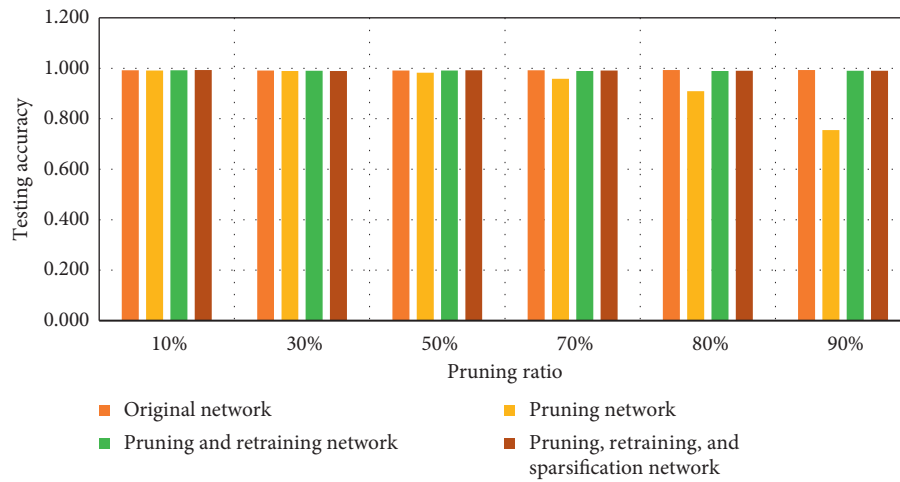 1.200
1.000
0.800
0.600
0.400
0.200
0.000
Testing accuracy
10%
30%
50%
70%
80%
90%
Pruning ratio
Original network
Pruning network
Pruning and retraining network
Pruning, retraining, and
sparsification network